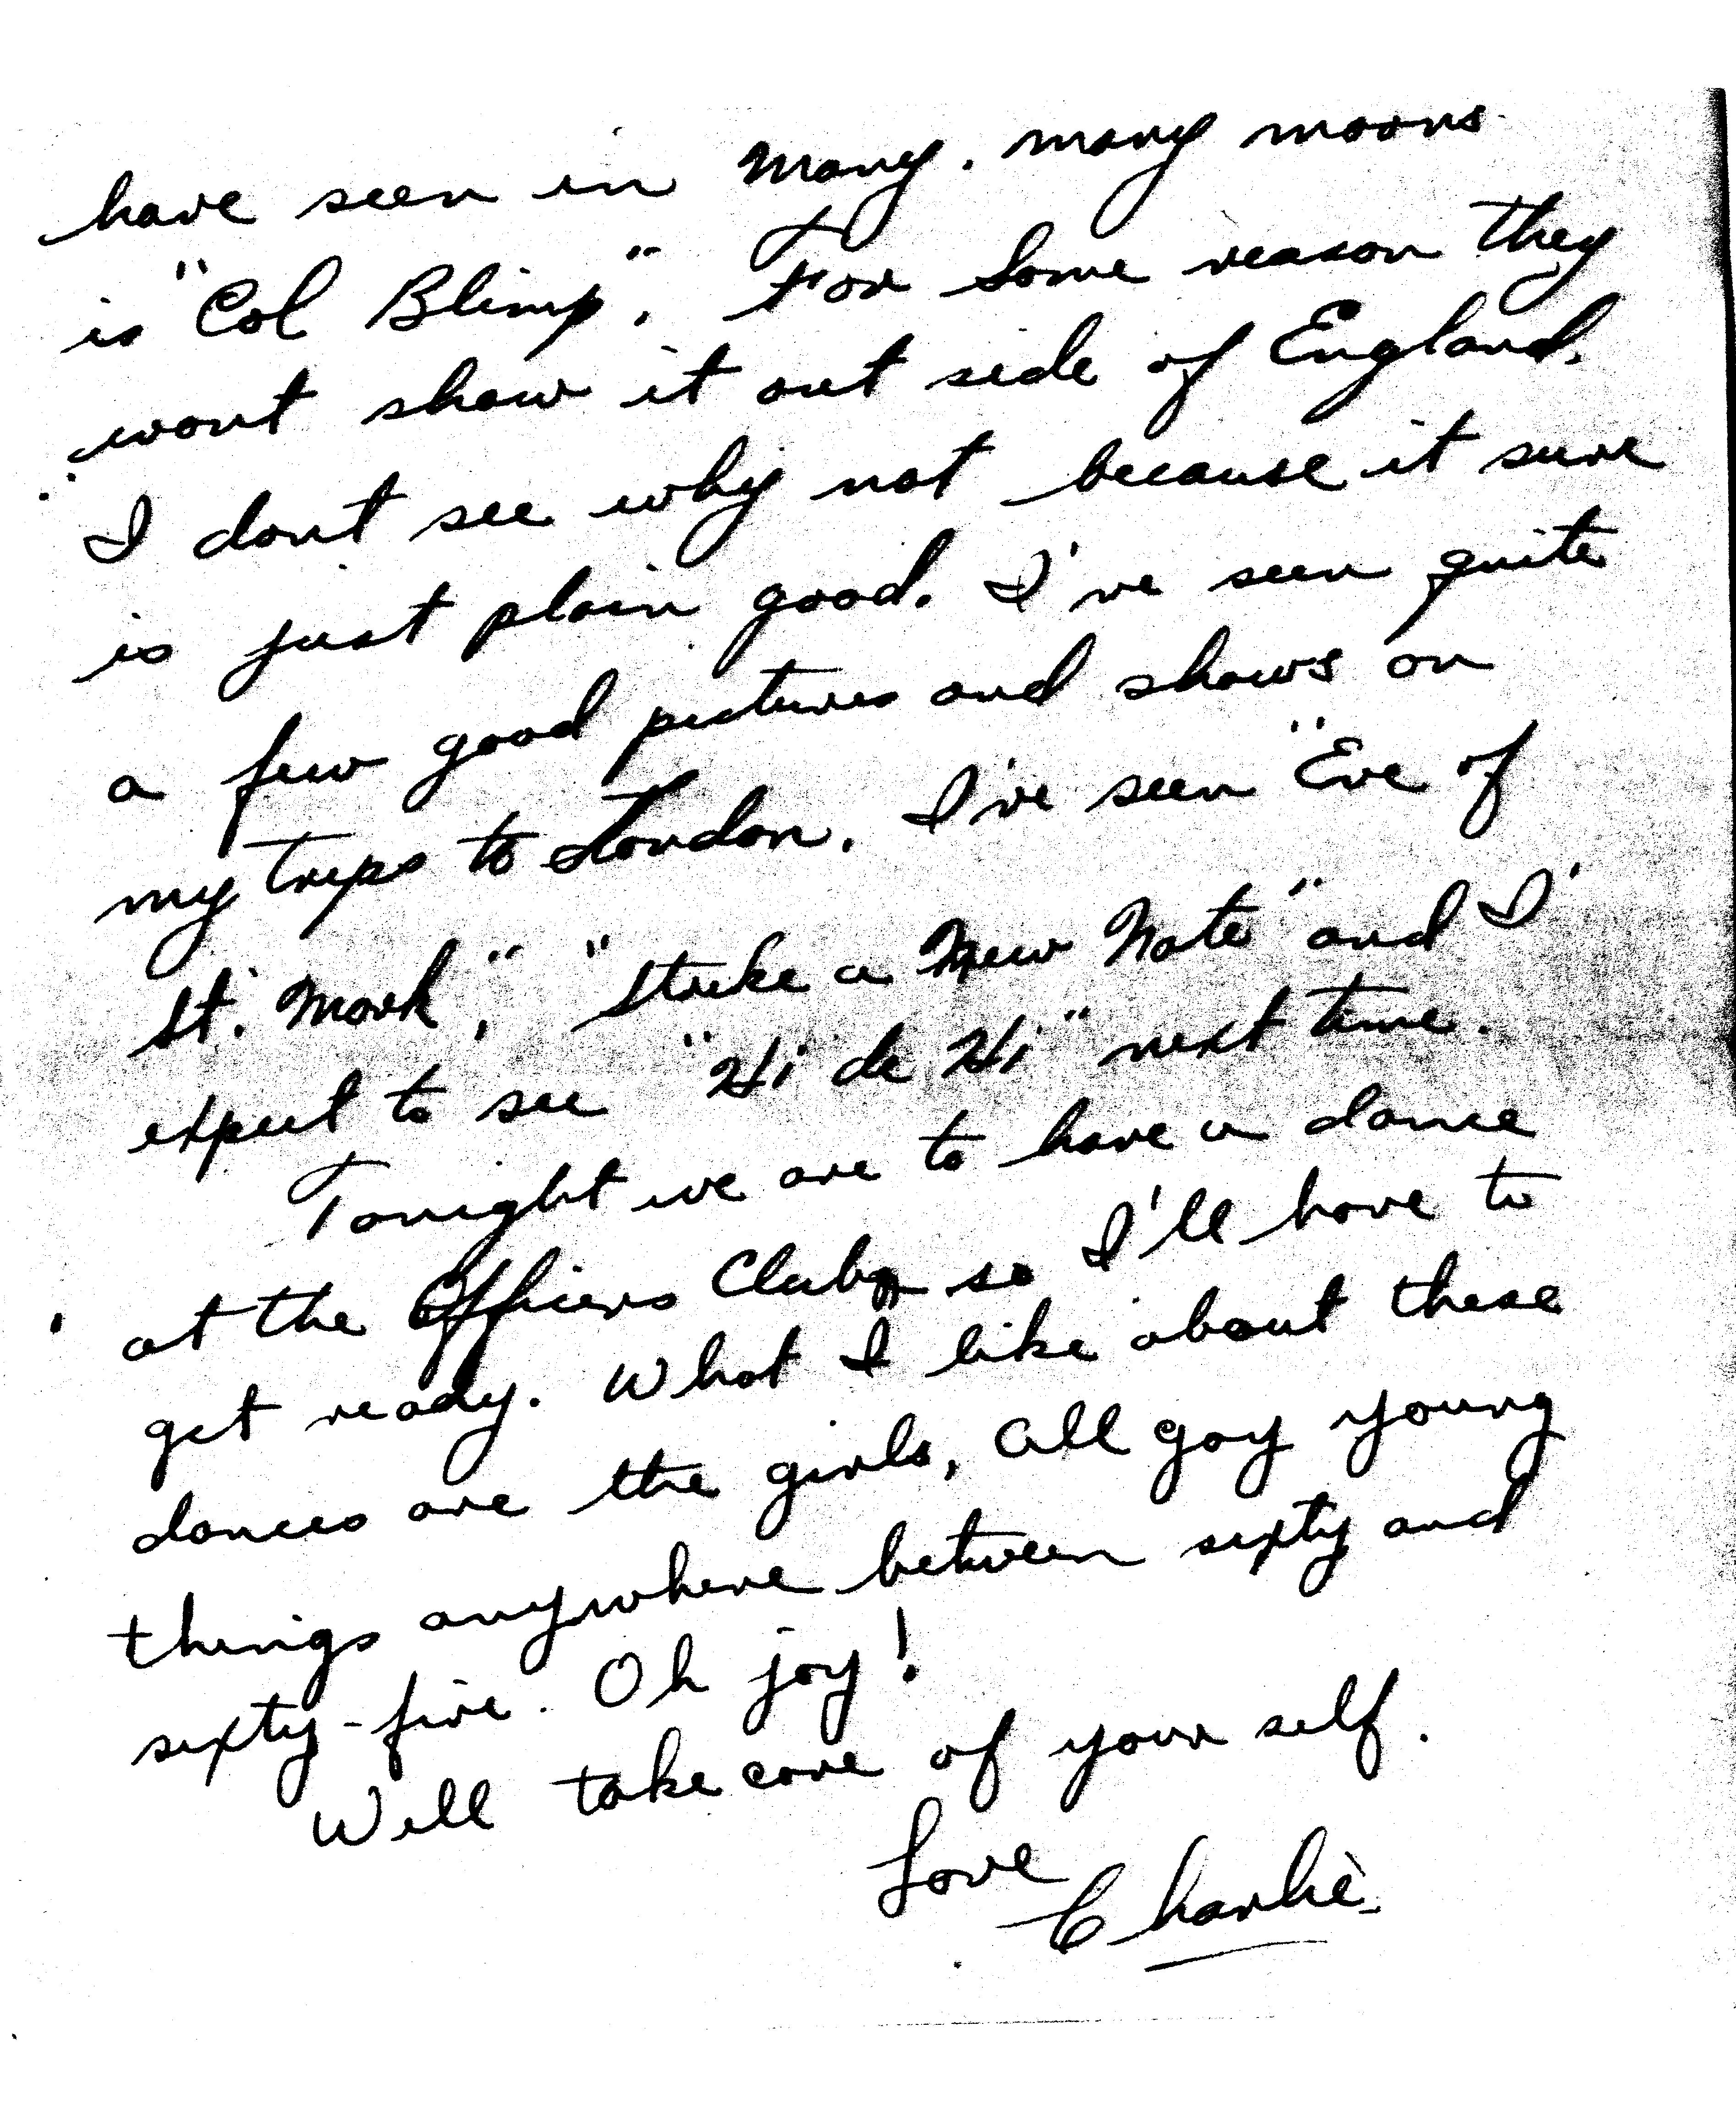 have seen in many, many moons
is "Col Blimp". For some reason they
wont show it out side of England.
I dont see why not because it sure
is just plain good. I've seen quite
a few good pictures and shows on
my trips to London. I've seen "Eve of
St. Mark", "Strike a New Note" and I
expect to see "Hi de Hi" next time.
Tonight we are to have a dance
at the Officers Club so I'll have to
get ready. What I like about these
dances are the girls, all gay young
things anywhere between sixty and
sixty-five. Oh joy!
Well take care of your self.
Love
Charlie